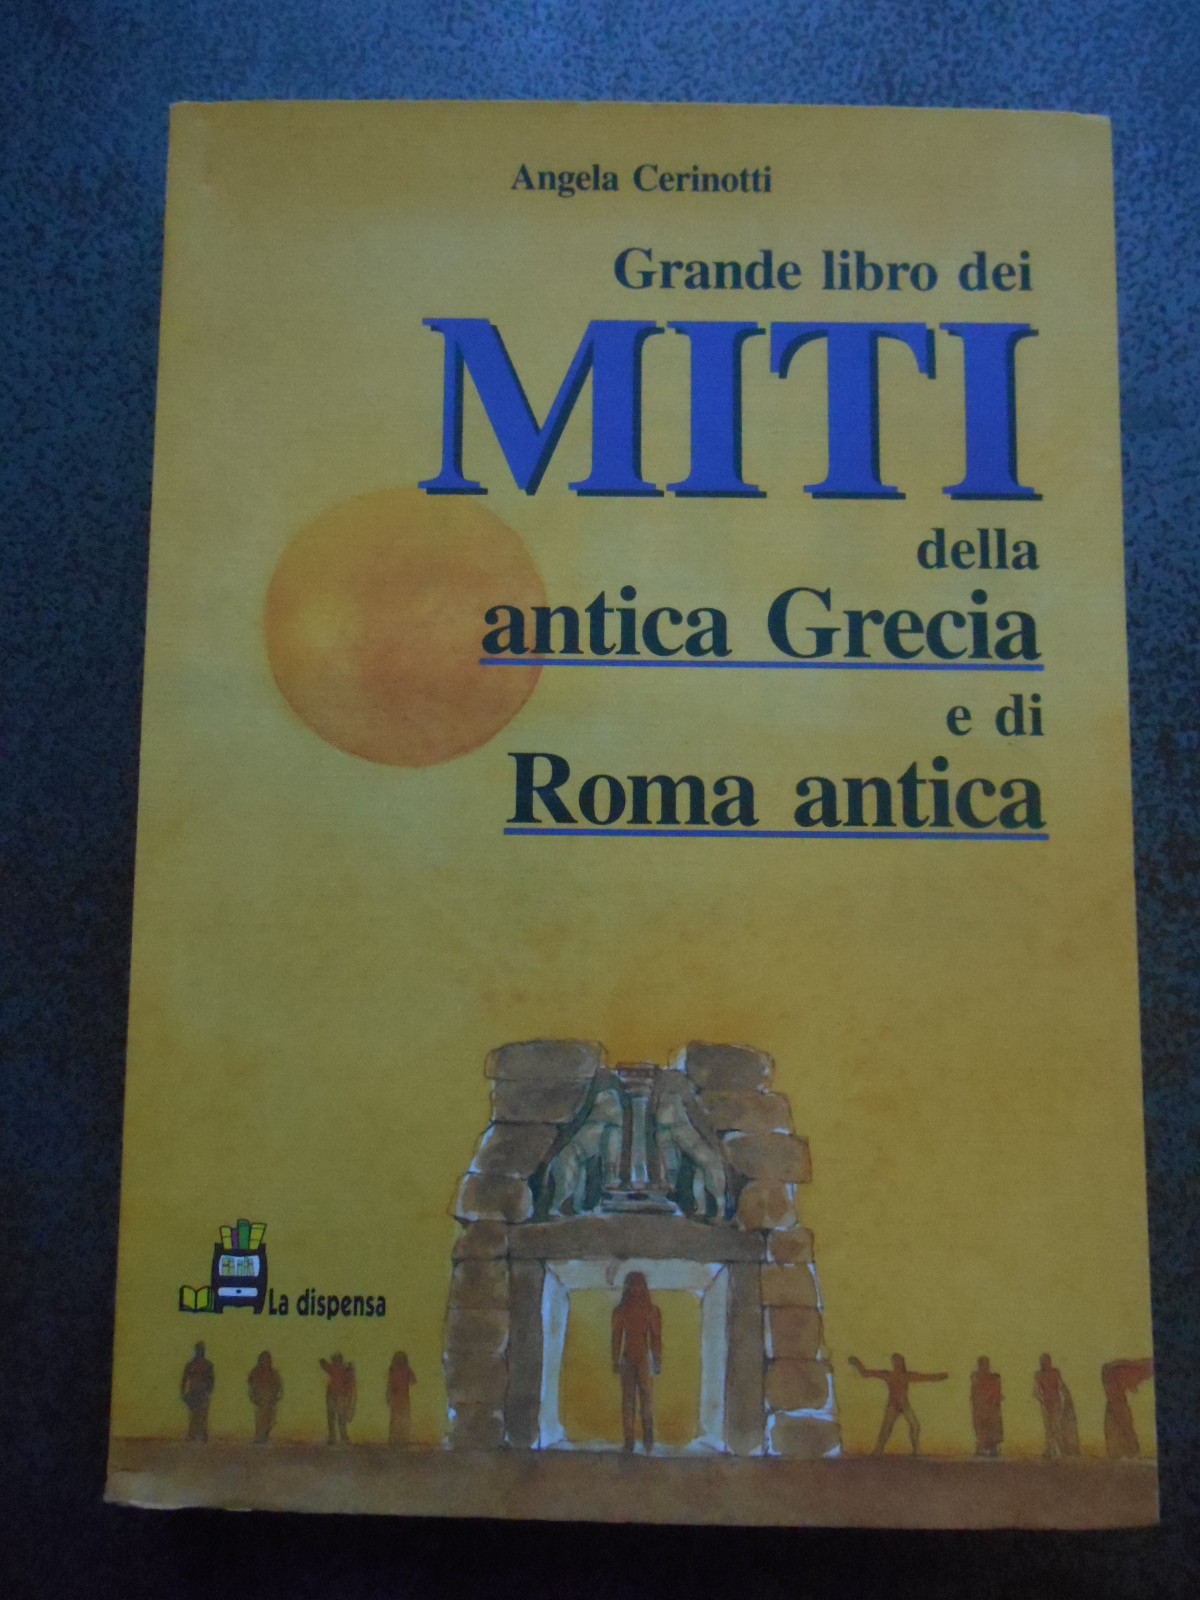 Angela Cerinotti
Grande libro dei
MITI
della
antica Grecia
e di
Roma antica
La dispensa